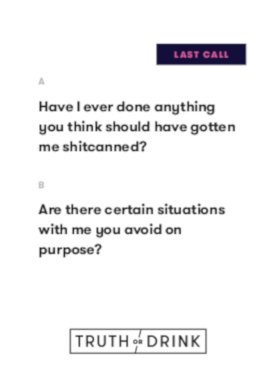 LAST CALL
A
Have I ever done anything
you think should have gotten
me shitcanned?
B
Are there certain situations
with me you avoid on
purpose?
TRUTH OR DRINK